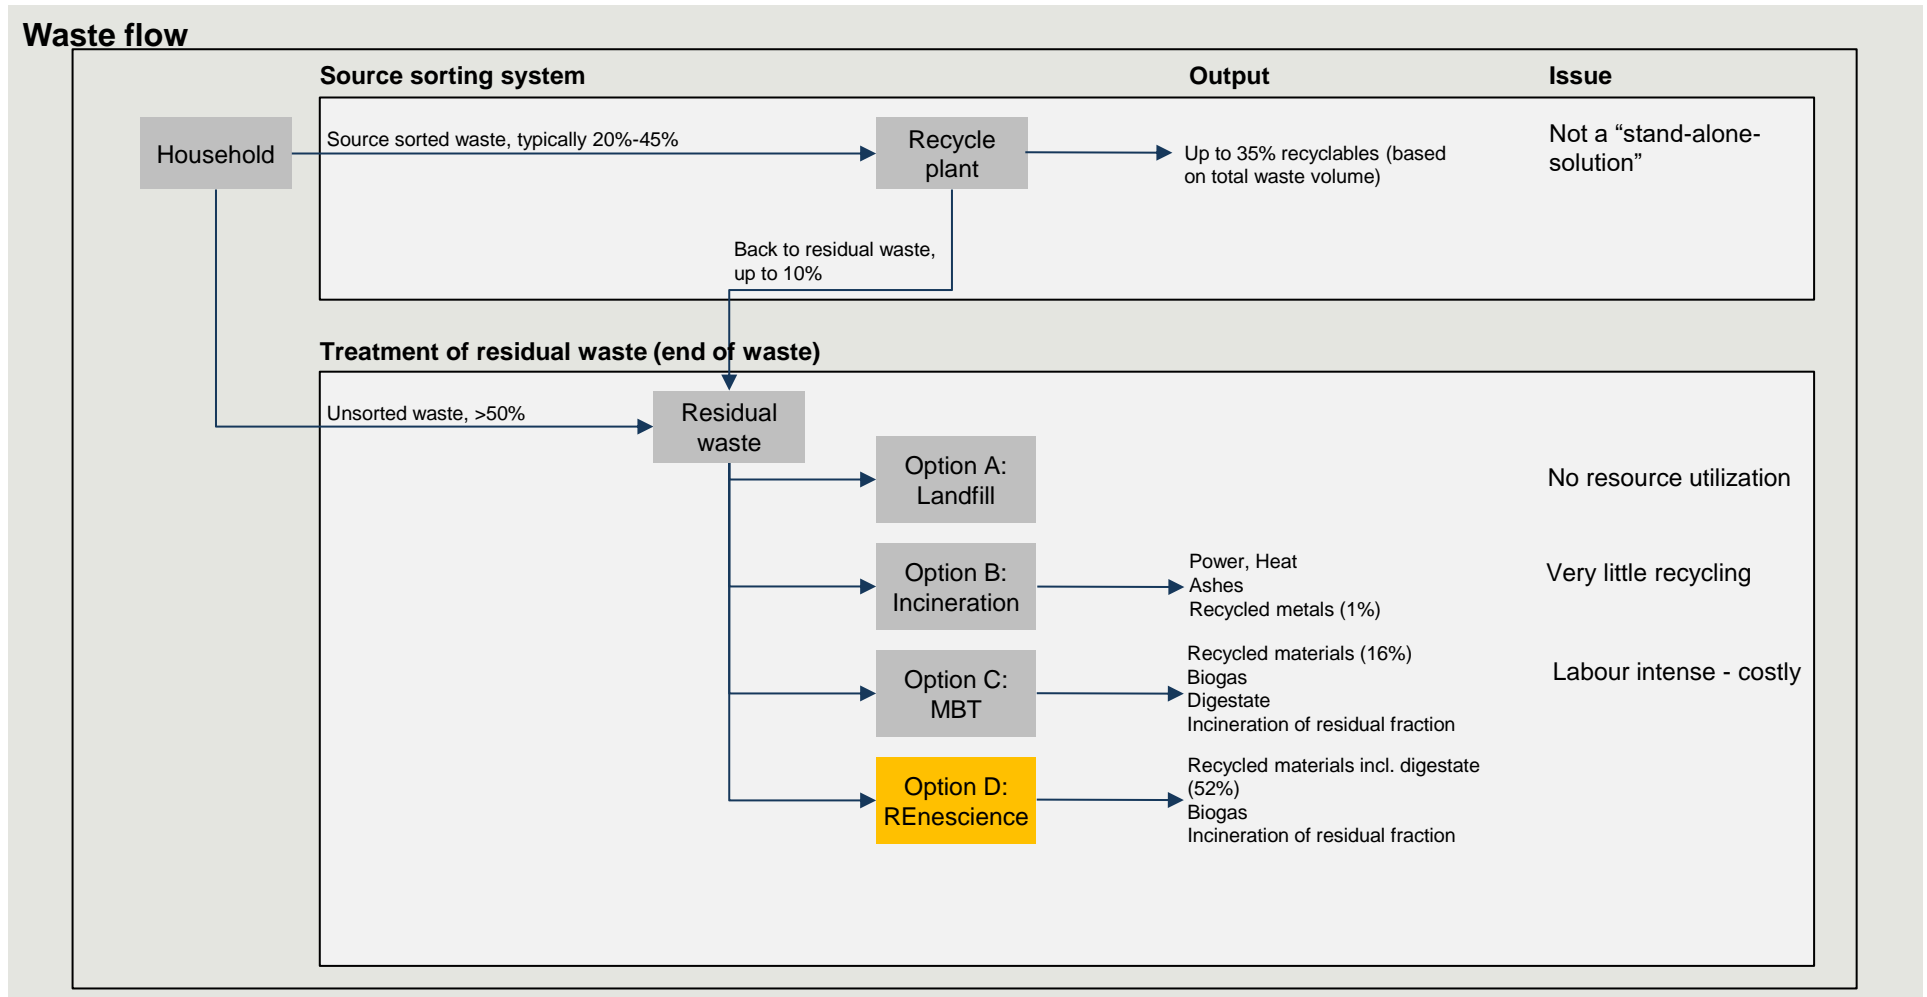 Waste flow
Source sorting system
Output
Issue
Household
Source sorted waste, typically 20%-45%
Recycle
plant
Up to 35% recyclables (based
on total waste volume)
Not a “stand-alone-
solution”
Back to residual waste,
up to 10%
Treatment of residual waste (end of waste)
Unsorted waste, >50%
Residual
waste
Option A:
Landfill
No resource utilization
Option B:
Incineration
Power, Heat
Ashes
Recycled metals (1%)
Very little recycling
Option C:
MBT
Recycled materials (16%)
Biogas
Digestate
Incineration of residual fraction
Labour intense - costly
Option D:
REnescience
Recycled materials incl. digestate
(52%)
Biogas
Incineration of residual fraction